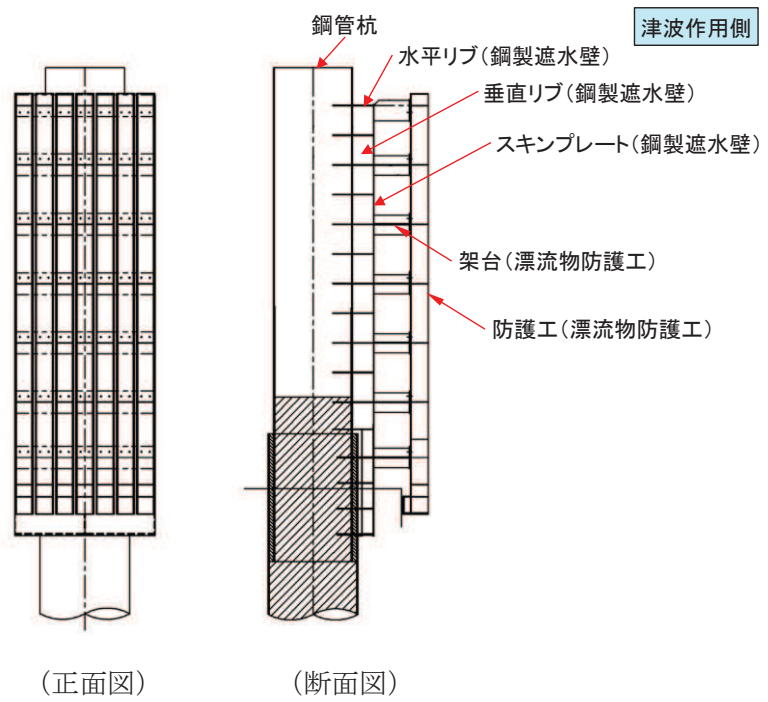 津波作用側
鋼管杭
水平リブ(鋼製遮水壁)
垂直リブ(鋼製遮水壁)
スキンプレート(鋼製遮水壁)
架台(漂流物防護工)
防護工(漂流物防護工)
(正面図)
(断面図)